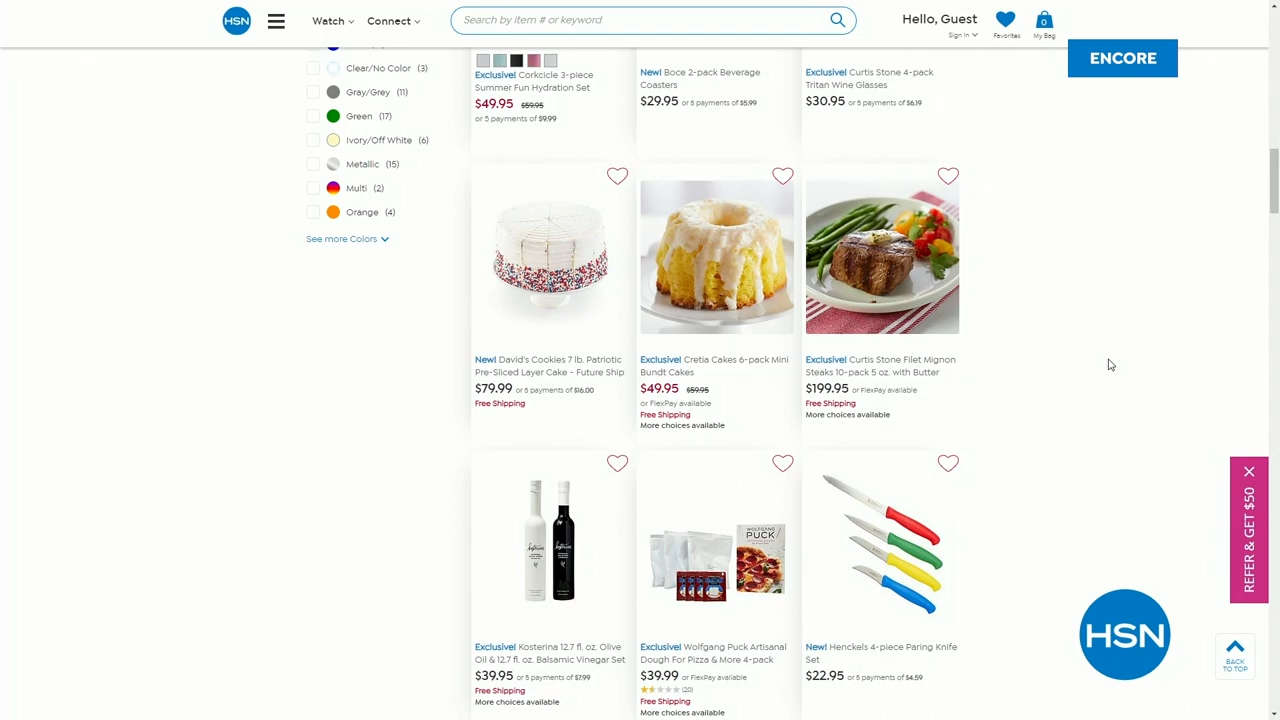 HSN
Watch
Connect
Search by item # or keyword
Hello, Guest
Sign In
Favorites
0
My Bag
ENCORE
Clear/No Color (3)
Gray/Grey (11)
Green (17)
Ivory/Off White (6)
Metallic (15)
Multi (2)
Orange (4)
See more Colors
Exclusive! Corkcicle 3-piece
Summer Fun Hydration Set
$49.95 $59.95
or 5 payments of $9.99
New! Boce 2-pack Beverage
Coasters
$29.95 or 5 payments of $5.99
Exclusive! Curtis Stone 4-pack
Tritan Wine Glasses
$30.95 or 5 payments of $6.19
New! David's Cookies 7 lb. Patriotic
Pre-Sliced Layer Cake - Future Ship
$79.99 or 5 payments of $16.00
Free Shipping
Exclusive! Cretia Cakes 6-pack Mini
Bundt Cakes
$49.95 $59.95
or FlexPay available
Free Shipping
More choices available
Exclusive! Curtis Stone Filet Mignon
Steaks 10-pack 5 oz. with Butter
$199.95 or FlexPay available
Free Shipping
More choices available
Exclusive! Kosterina 12.7 fl. oz. Olive
Oil & 12.7 fl. oz. Balsamic Vinegar Set
$39.95 or 5 payments of $7.99
Free Shipping
More choices available
WOLFGANG
PUCK
Exclusive! Wolfgang Puck Artisanal
Dough For Pizza & More 4-pack
$39.99 or FlexPay available
(20)
Free Shipping
More choices available
New! Henckels 4-piece Paring Knife
Set
$22.95 or 5 payments of $4.59
REFER & GET $50
HSN
BACK
TO TOP